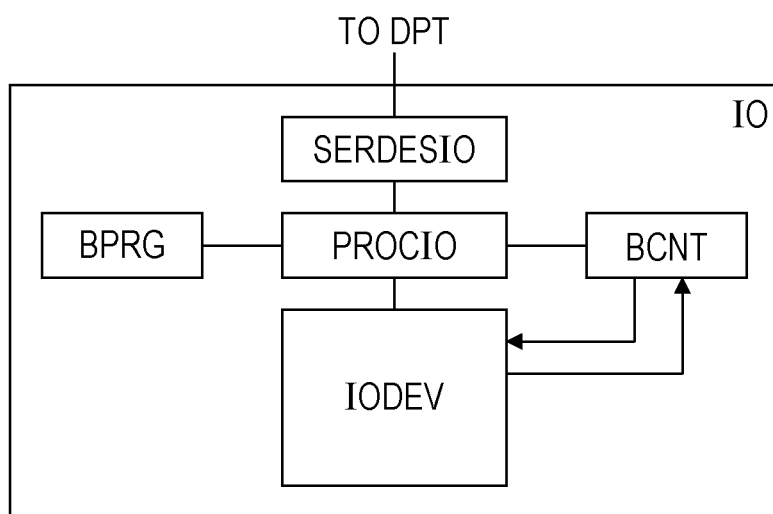 TO DPT
IO
SERDESIO
BPRG
PROCIO
BCNT
IODEV